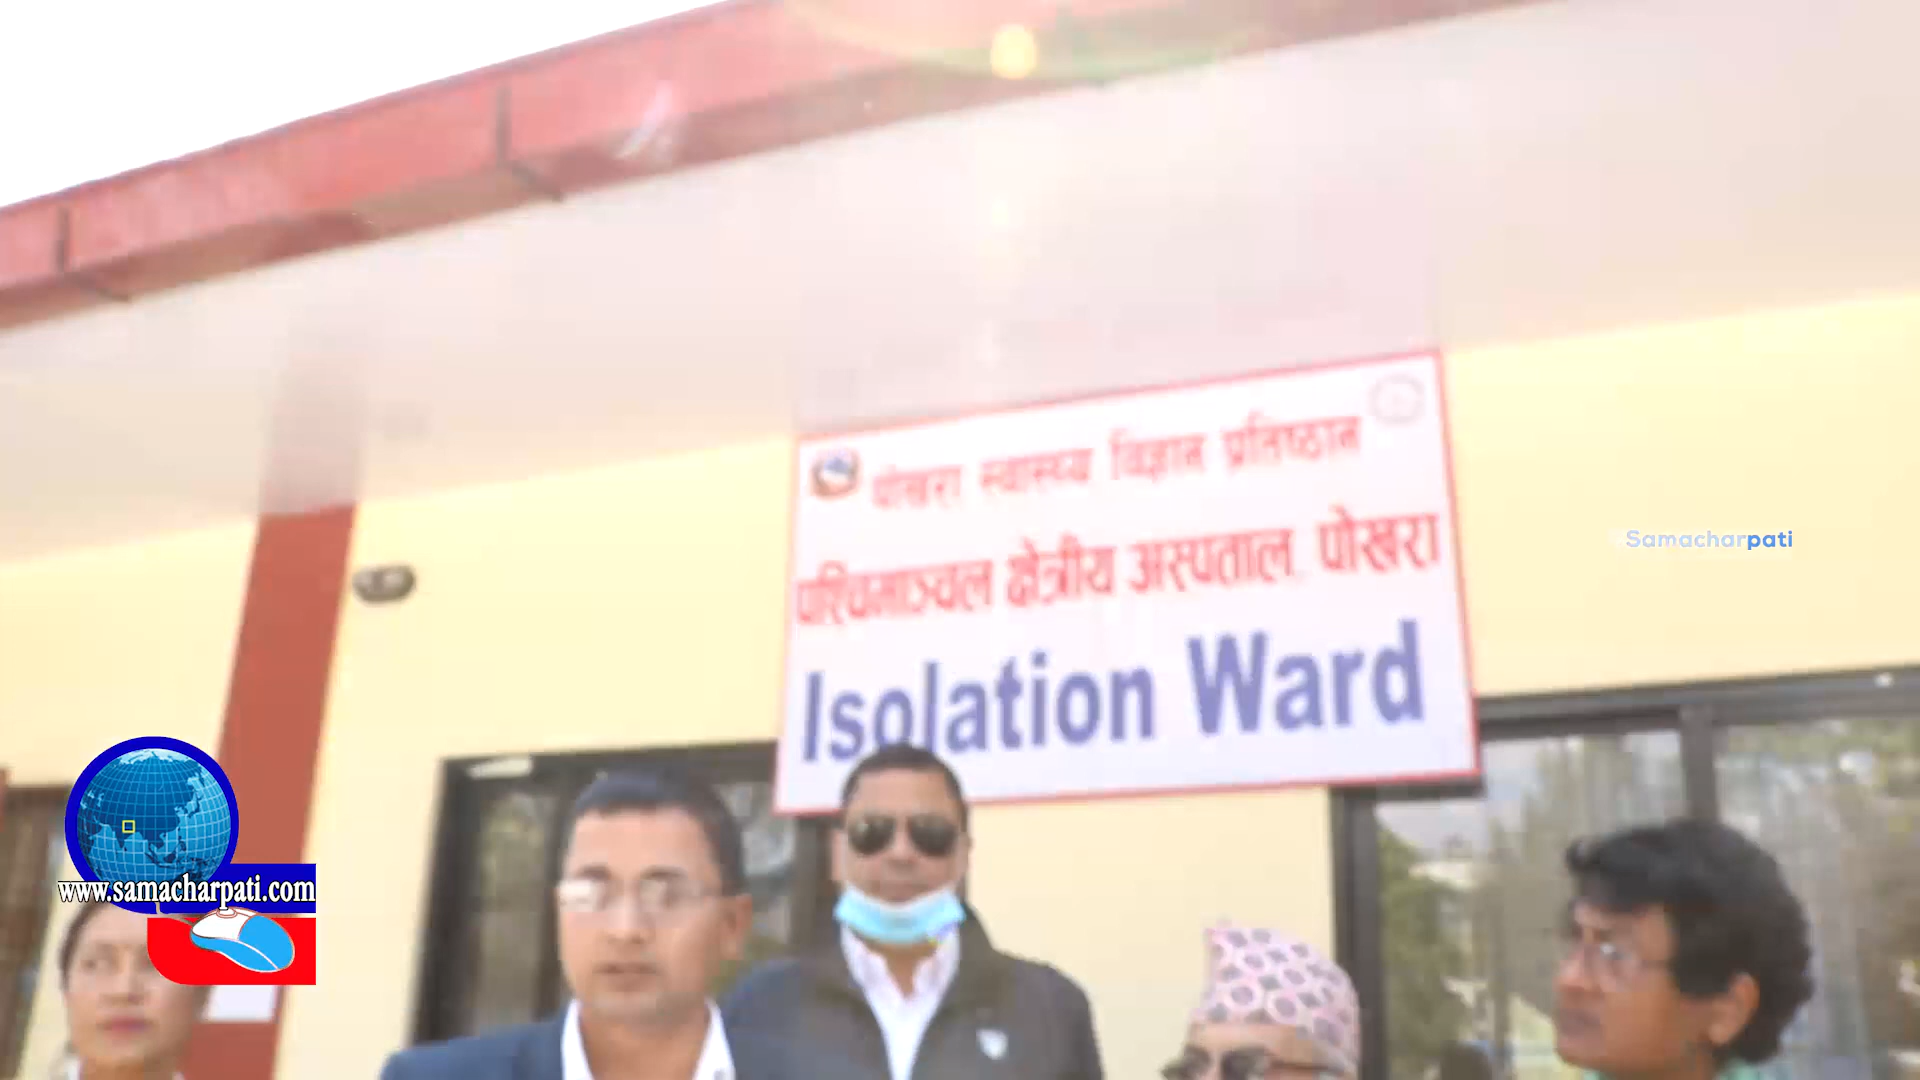 पोखरा स्वास्थ्य विज्ञान प्रतिष्ठान
पश्चिमाञ्चल क्षेत्रीय अस्पताल, पोखरा
Isolation Ward
Samacharpati
www.samacharpati.com